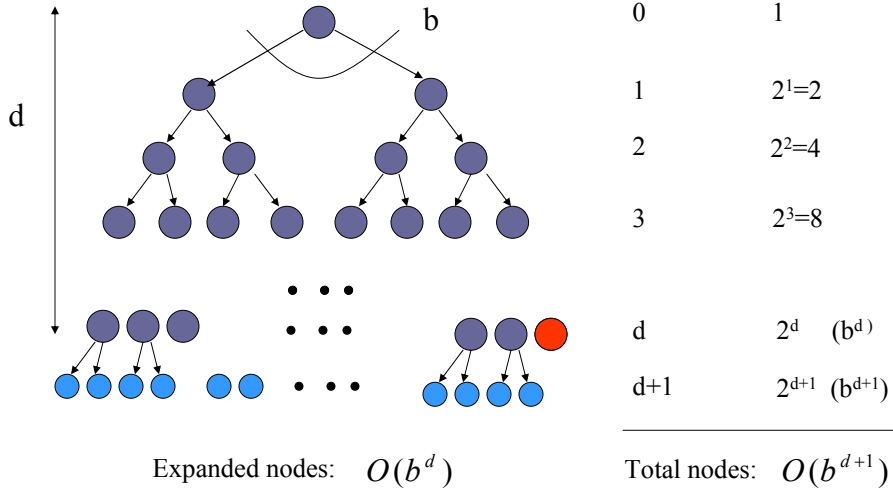 b
d
0 1
1 2¹=2
2 2²=4
3 2³=8
d 2ᵈ (bᵈ)
d+1 2ᵈ⁺¹ (bᵈ⁺¹)
Expanded nodes: O(bᵈ)
Total nodes: O(bᵈ⁺¹)